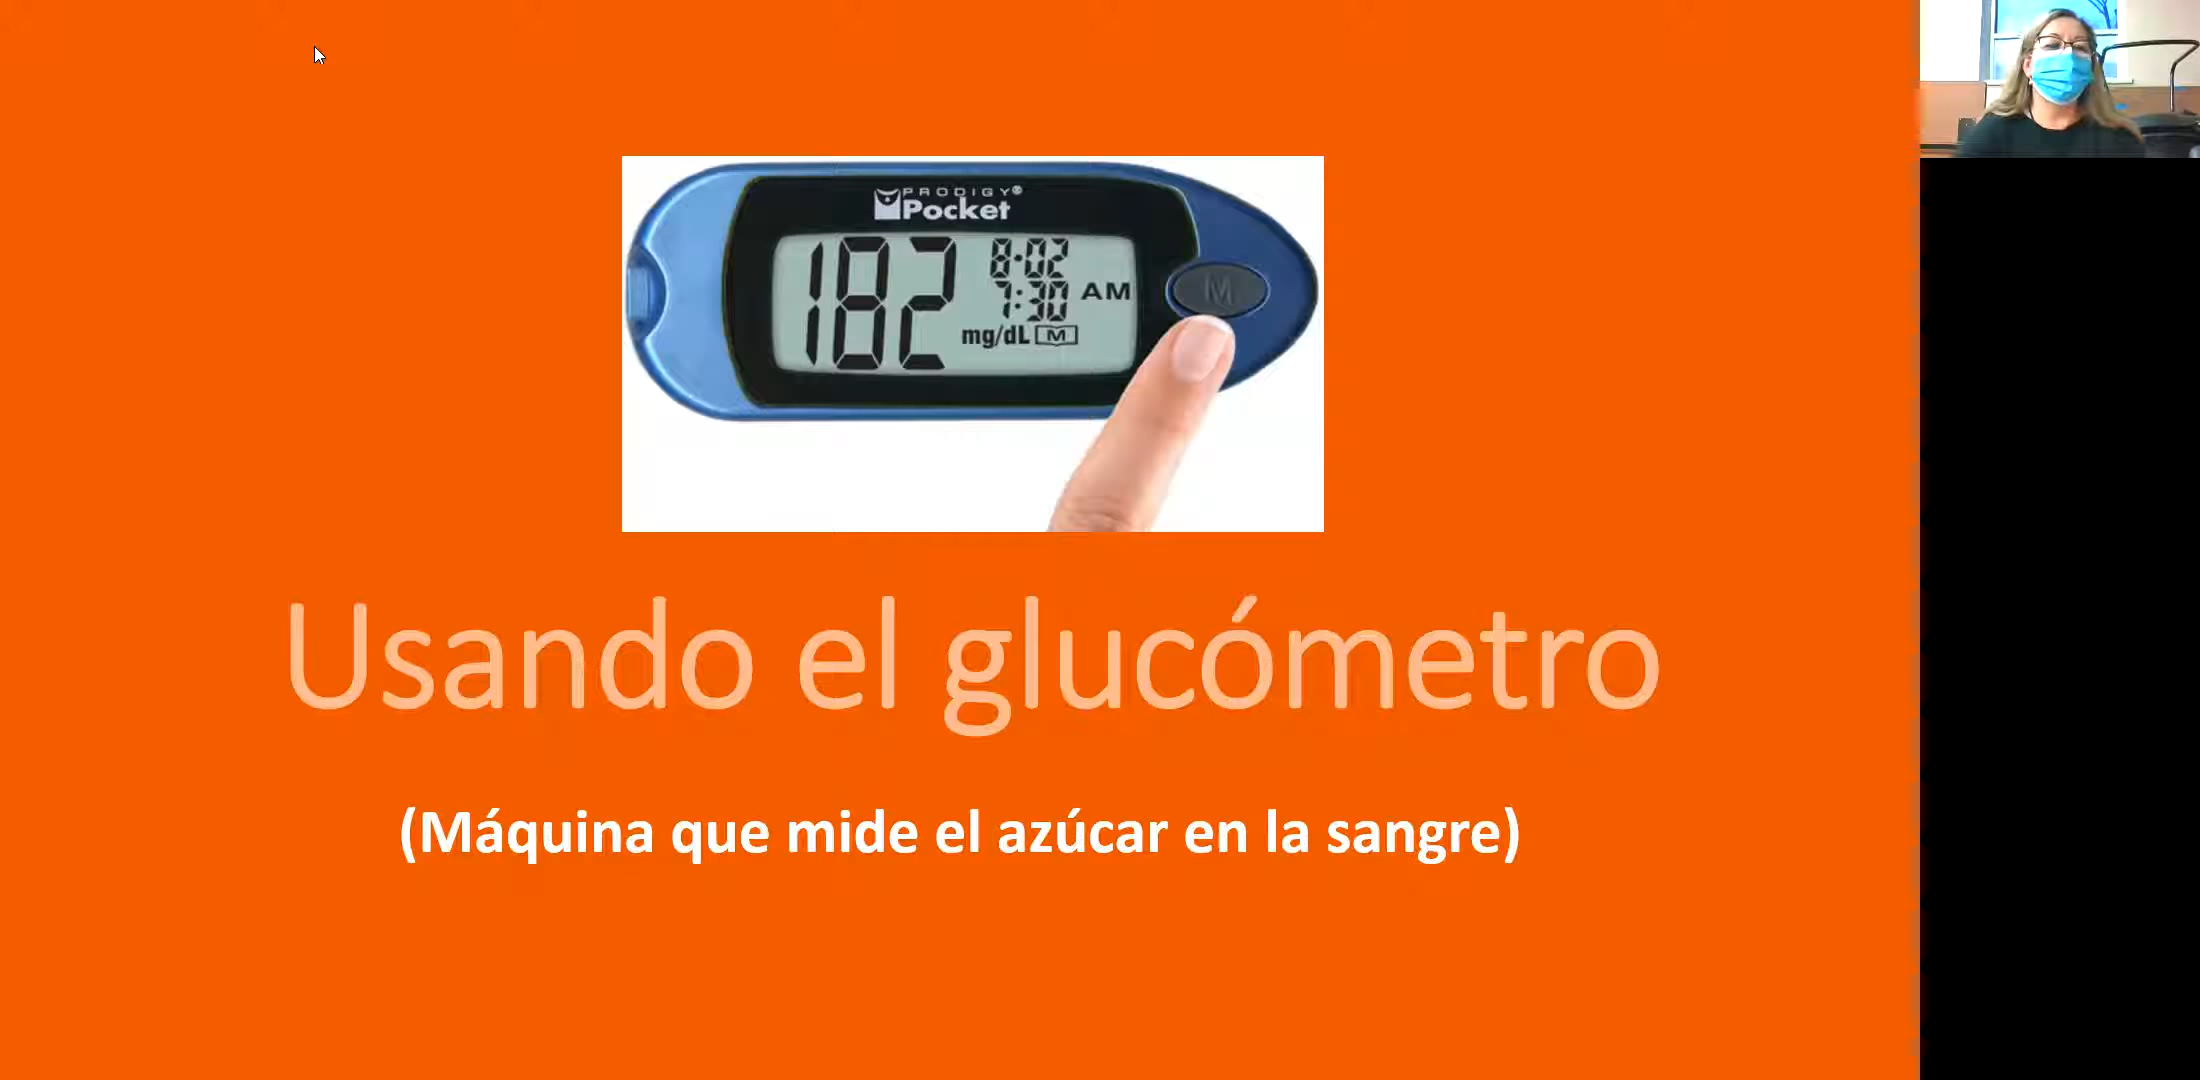 PRODIGY®
Pocket
182
8-02
7:30 AM
mg/dL M
M
Usando el glucómetro
(Máquina que mide el azúcar en la sangre)